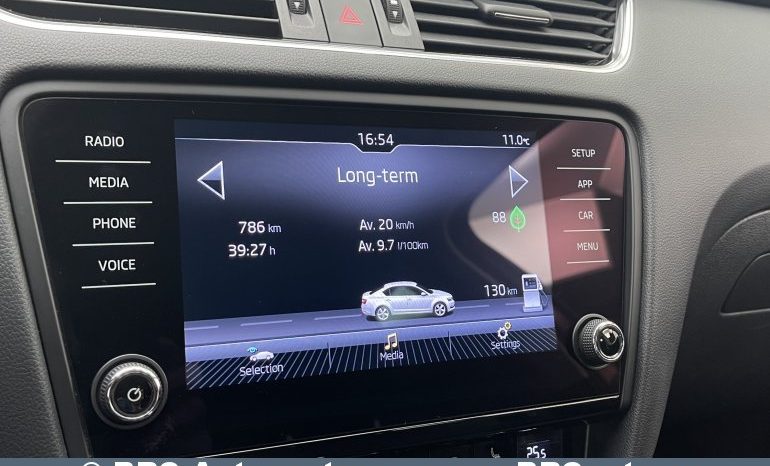 RADIO
MEDIA
PHONE
VOICE
16:54
11.0°C
Long-term
786 km
39:27 h
Av. 20 km/h
Av. 9.7 l/100km
88
130 km
Selection
Media
Settings
SETUP
APP
CAR
MENU
25.5